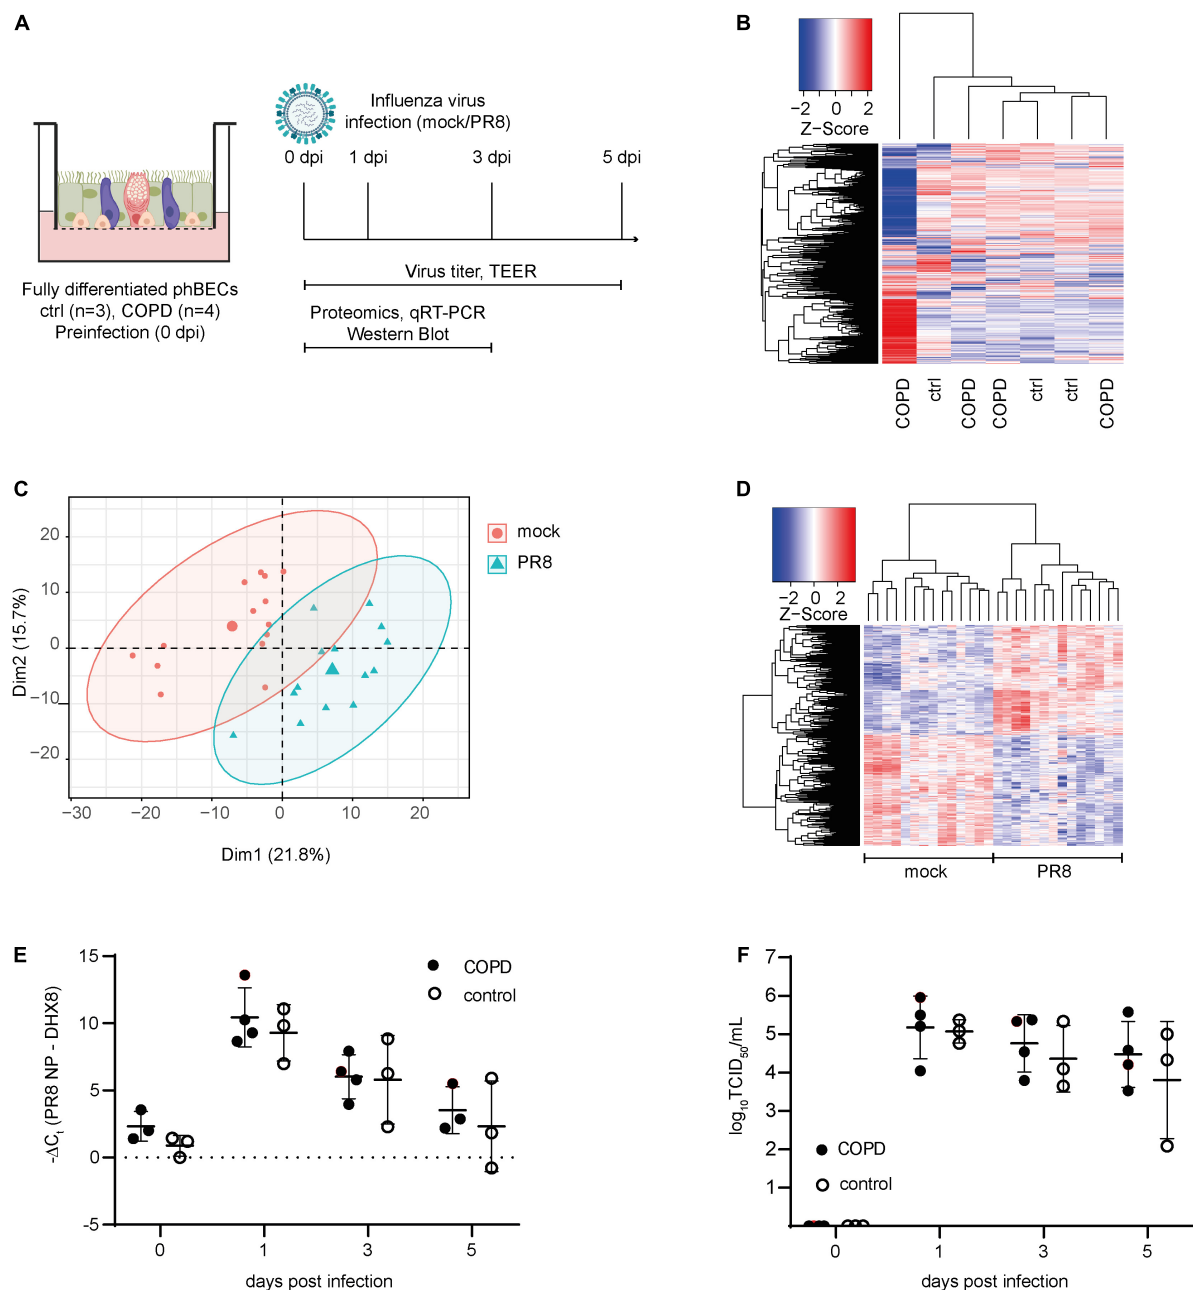 A
Influenza virus
infection (mock/PR8)
0 dpi 1 dpi 3 dpi 5 dpi
Virus titer, TEER
Proteomics, qRT-PCR
Western Blot
Fully differentiated phBECs
ctrl (n=3), COPD (n=4)
Preinfection (0 dpi)
B
−2 0 2
Z−Score
COPD
ctrl
COPD
COPD
ctrl
ctrl
COPD
C
Dim2 (15.7%)
20
10
0
−10
−20
−30 −20 −10 0 10 20
Dim1 (21.8%)
mock
PR8
D
−2 0 2
Z−Score
mock PR8
E
-ΔCt (PR8 NP - DHX8)
15
10
5
0
-5
COPD
control
0 1 3 5
days post infection
F
log10TCID50/mL
7
6
5
4
3
2
1
COPD
control
0 1 3 5
days post infection